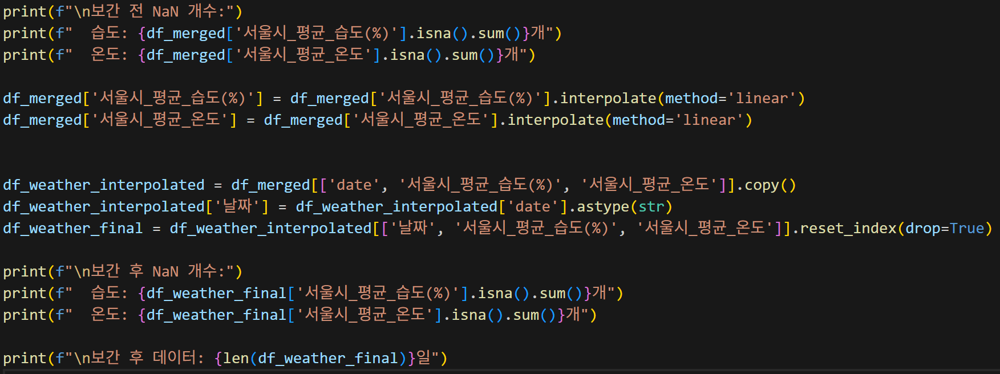 print(f"\n보간 전 NaN 개수:")
print(f"  습도: {df_merged['서울시_평균_습도(%)'].isna().sum()}개")
print(f"  온도: {df_merged['서울시_평균_온도'].isna().sum()}개")
df_merged['서울시_평균_습도(%)'] = df_merged['서울시_평균_습도(%)'].interpolate(method='linear')
df_merged['서울시_평균_온도'] = df_merged['서울시_평균_온도'].interpolate(method='linear')
df_weather_interpolated = df_merged[['date', '서울시_평균_습도(%)', '서울시_평균_온도']].copy()
df_weather_interpolated['날짜'] = df_weather_interpolated['date'].astype(str)
df_weather_final = df_weather_interpolated[['날짜', '서울시_평균_습도(%)', '서울시_평균_온도']].reset_index(drop=True)
print(f"\n보간 후 NaN 개수:")
print(f"  습도: {df_weather_final['서울시_평균_습도(%)'].isna().sum()}개")
print(f"  온도: {df_weather_final['서울시_평균_온도'].isna().sum()}개")
print(f"\n보간 후 데이터: {len(df_weather_final)}일")